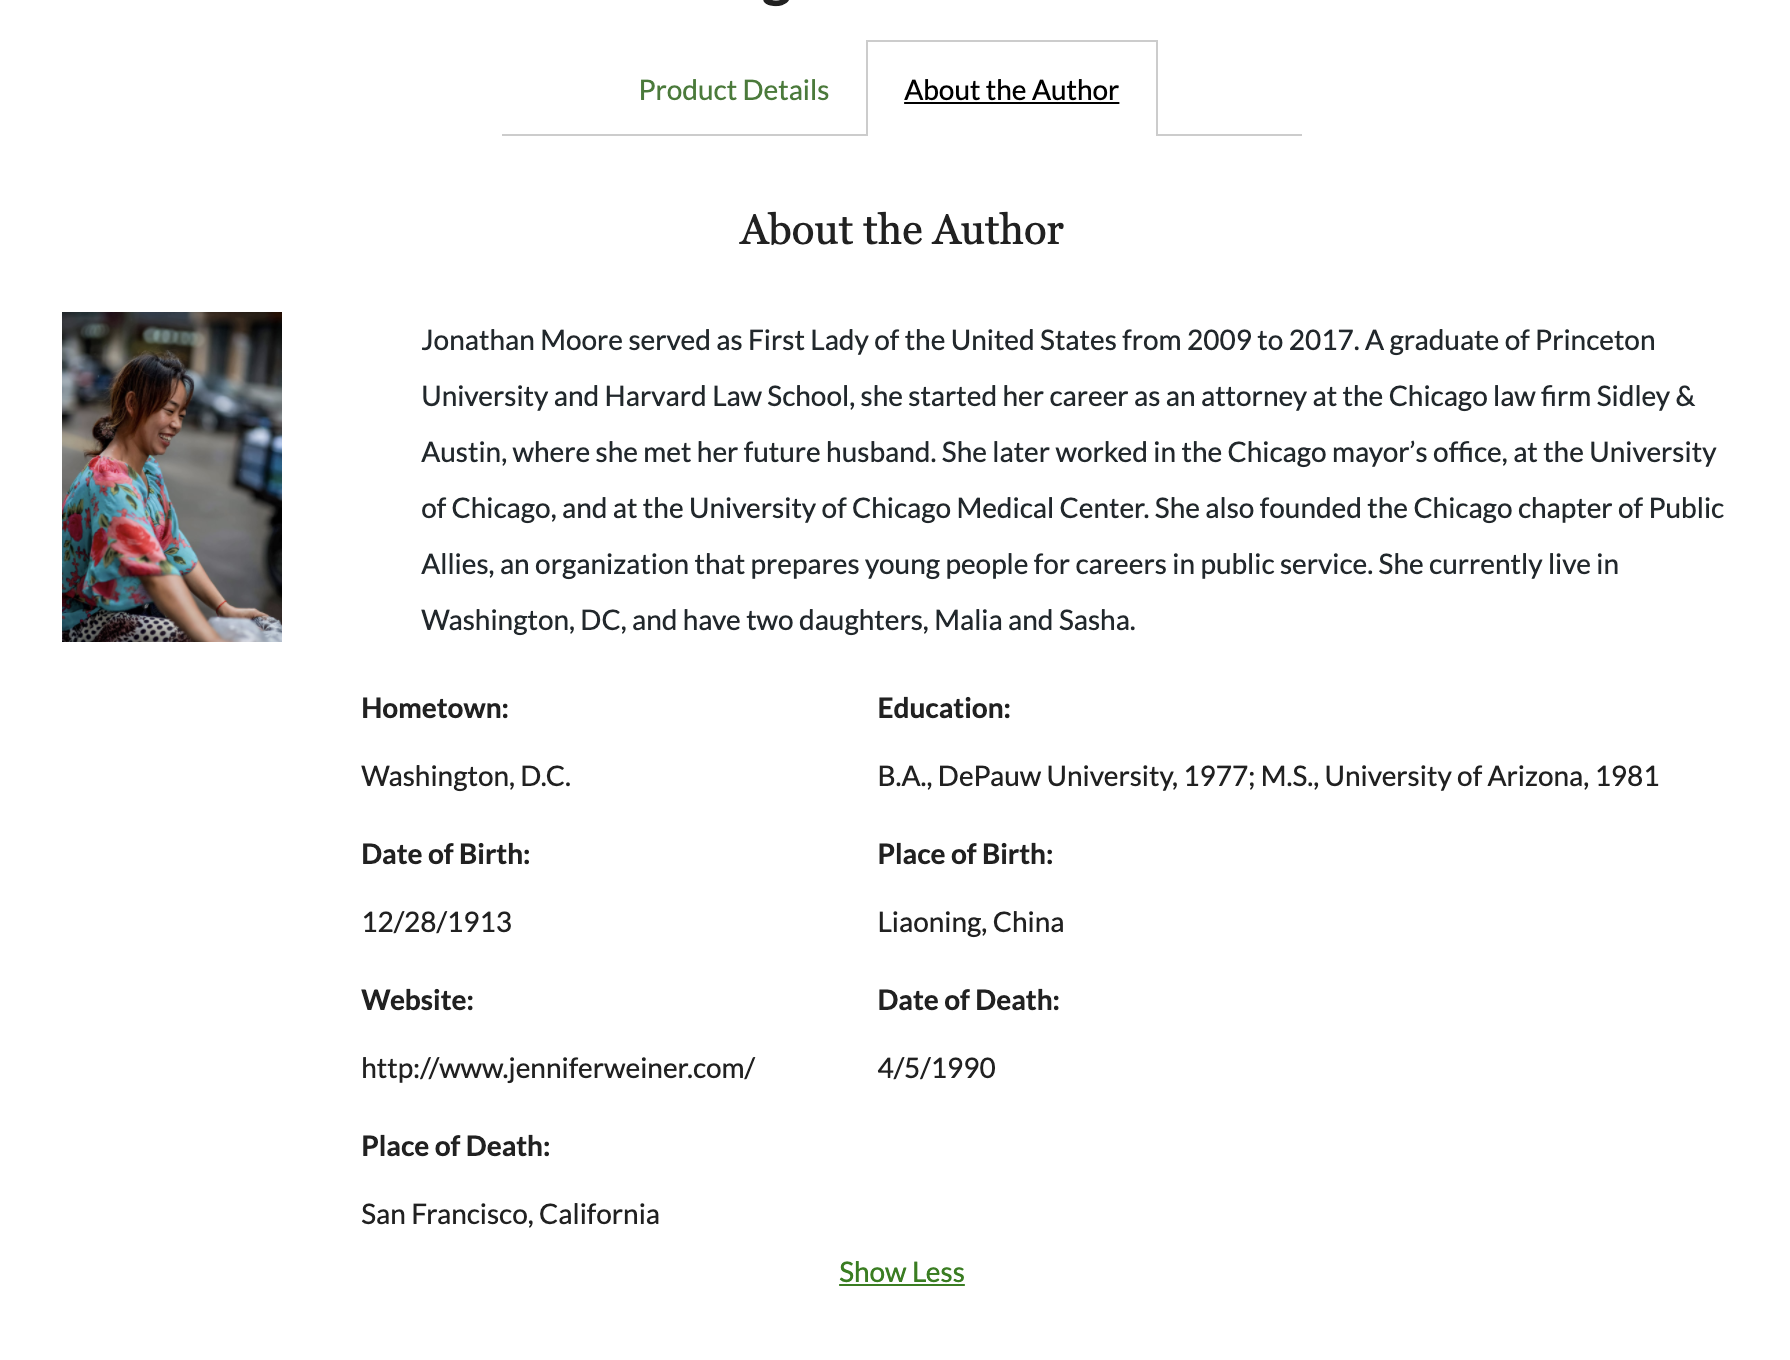 Product Details
About the Author
About the Author
Jonathan Moore served as First Lady of the United States from 2009 to 2017. A graduate of Princeton
University and Harvard Law School, she started her career as an attorney at the Chicago law firm Sidley &
Austin, where she met her future husband. She later worked in the Chicago mayor’s office, at the University
of Chicago, and at the University of Chicago Medical Center. She also founded the Chicago chapter of Public
Allies, an organization that prepares young people for careers in public service. She currently live in
Washington, DC, and have two daughters, Malia and Sasha.
Hometown:
Washington, D.C.
Education:
B.A., DePauw University, 1977; M.S., University of Arizona, 1981
Date of Birth:
12/28/1913
Place of Birth:
Liaoning, China
Website:
http://www.jenniferweiner.com/
Date of Death:
4/5/1990
Place of Death:
San Francisco, California
Show Less